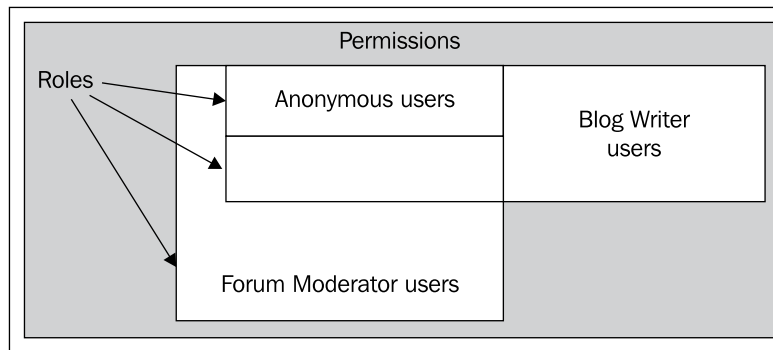 Permissions
Roles
Anonymous users
Blog Writer
users
Forum Moderator users